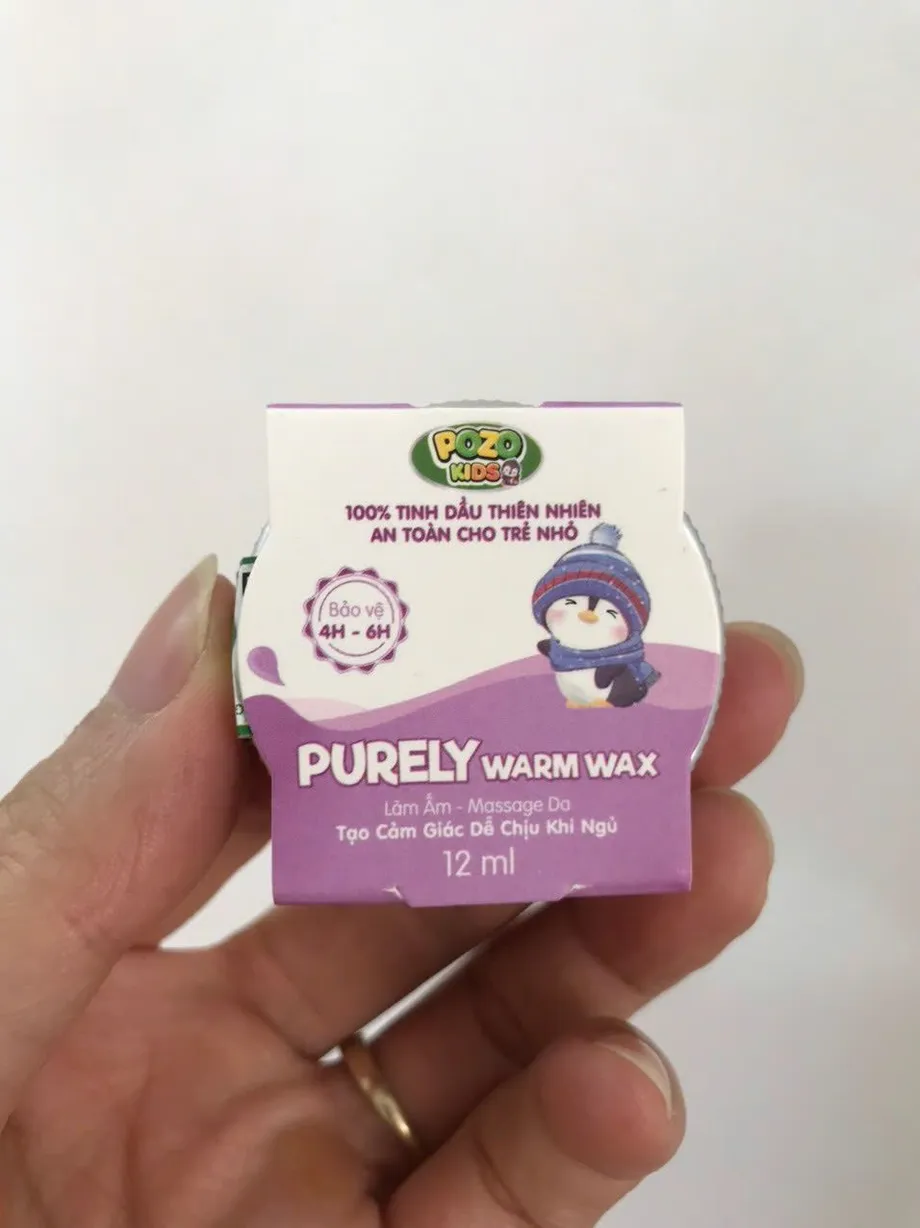 POZO
KIDS
100% TINH DẦU THIÊN NHIÊN
AN TOÀN CHO TRẺ NHỎ
Bảo vệ
4H - 6H
PURELY WARM WAX
Làm Ấm - Massage Da
Tạo Cảm Giác Dễ Chịu Khi Ngủ
12 ml